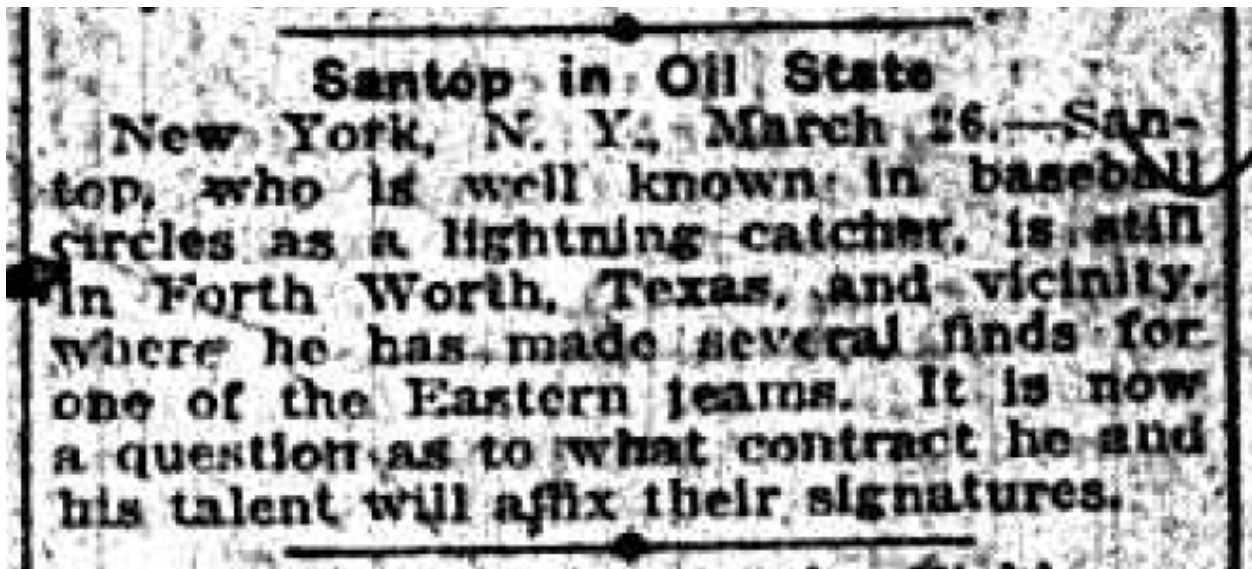 Santop in Oil State
New York, N. Y., March 26.—San-
top, who is well known in baseball
circles as a lightning catcher, is still
in Forth Worth, Texas, and vicinity,
where he has made several finds for
one of the Eastern teams. It is now
a question as to what contract he and
his talent will affix their signatures.